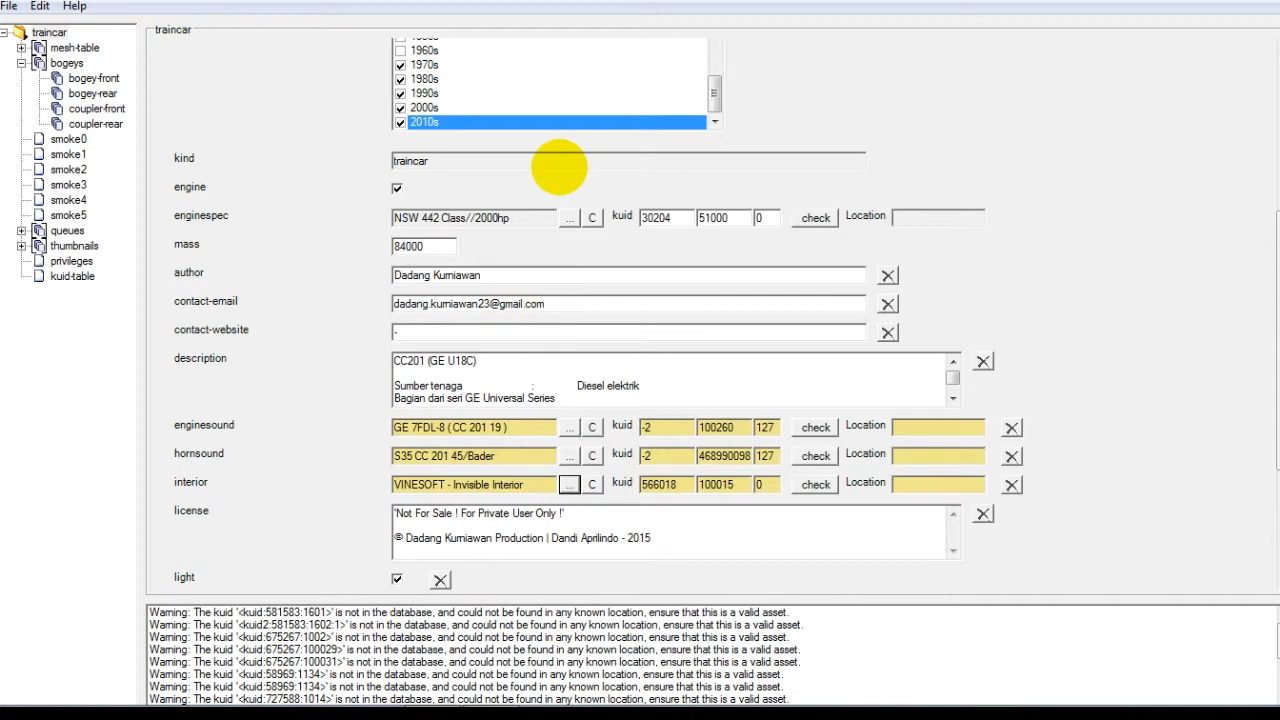 File Edit Help
traincar
mesh-table
bogeys
bogey-front
bogey-rear
coupler-front
coupler-rear
smoke0
smoke1
smoke2
smoke3
smoke4
smoke5
queues
thumbnails
privileges
kuid-table
traincar
1960s
1970s
1980s
1990s
2000s
2010s
kind traincar
engine
enginespec NSW 442 Class//2000hp ... C kuid 30204 51000 0 check Location
mass 84000
author Dadang Kurniawan
contact-email dadang.kurniawan23@gmail.com
contact-website -
description CC201 (GE U18C)
Sumber tenaga : Diesel elektrik
Bagian dari seri GE Universal Series
enginesound GE 7FDL-8 ( CC 201 19 ) ... C kuid -2 100260 127 check Location
hornsound S35 CC 201 45/Bader ... C kuid -2 468990098 127 check Location
interior VINESOFT - Invisible Interior ... C kuid 566018 100015 0 check Location
license 'Not For Sale ! For Private User Only !'
© Dadang Kurniawan Production | Dandi Aprilindo - 2015
light
Warning: The kuid '<kuid:581583:1601>' is not in the database, and could not be found in any known location, ensure that this is a valid asset.
Warning: The kuid '<kuid2:581583:1602:1>' is not in the database, and could not be found in any known location, ensure that this is a valid asset.
Warning: The kuid '<kuid:675267:1002>' is not in the database, and could not be found in any known location, ensure that this is a valid asset.
Warning: The kuid '<kuid:675267:100029>' is not in the database, and could not be found in any known location, ensure that this is a valid asset.
Warning: The kuid '<kuid:675267:100031>' is not in the database, and could not be found in any known location, ensure that this is a valid asset.
Warning: The kuid '<kuid:58969:1134>' is not in the database, and could not be found in any known location, ensure that this is a valid asset.
Warning: The kuid '<kuid:58969:1134>' is not in the database, and could not be found in any known location, ensure that this is a valid asset.
Warning: The kuid '<kuid:727588:1014>' is not in the database, and could not be found in any known location, ensure that this is a valid asset.